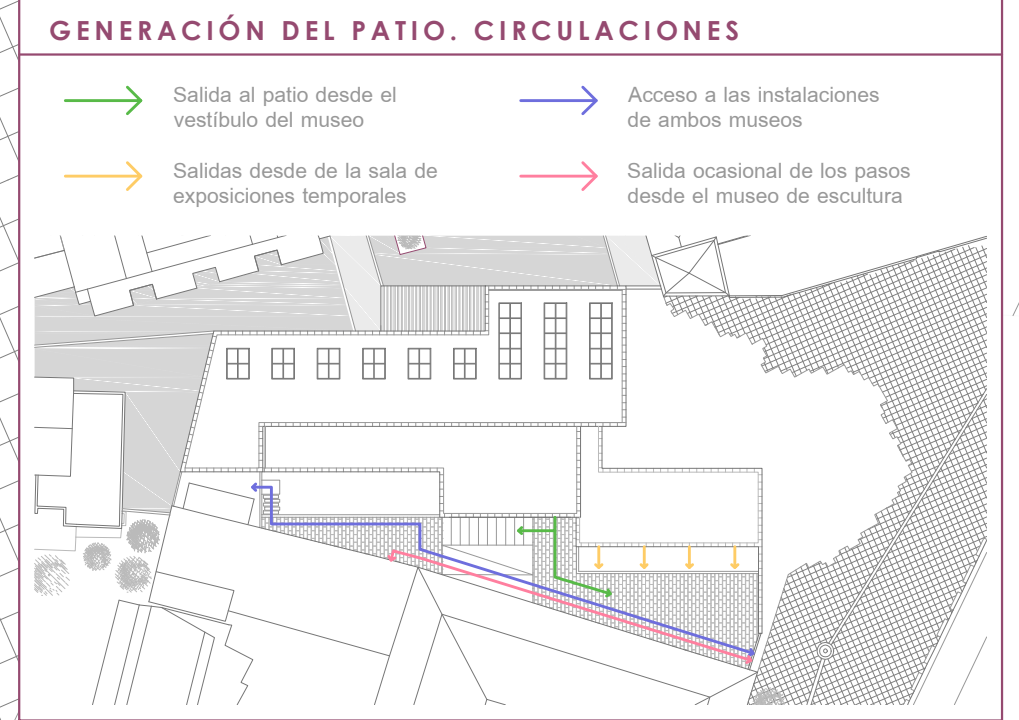 GENERACIÓN DEL PATIO. CIRCULACIONES
Salida al patio desde el
vestíbulo del museo
Acceso a las instalaciones
de ambos museos
Salidas desde de la sala de
exposiciones temporales
Salida ocasional de los pasos
desde el museo de escultura